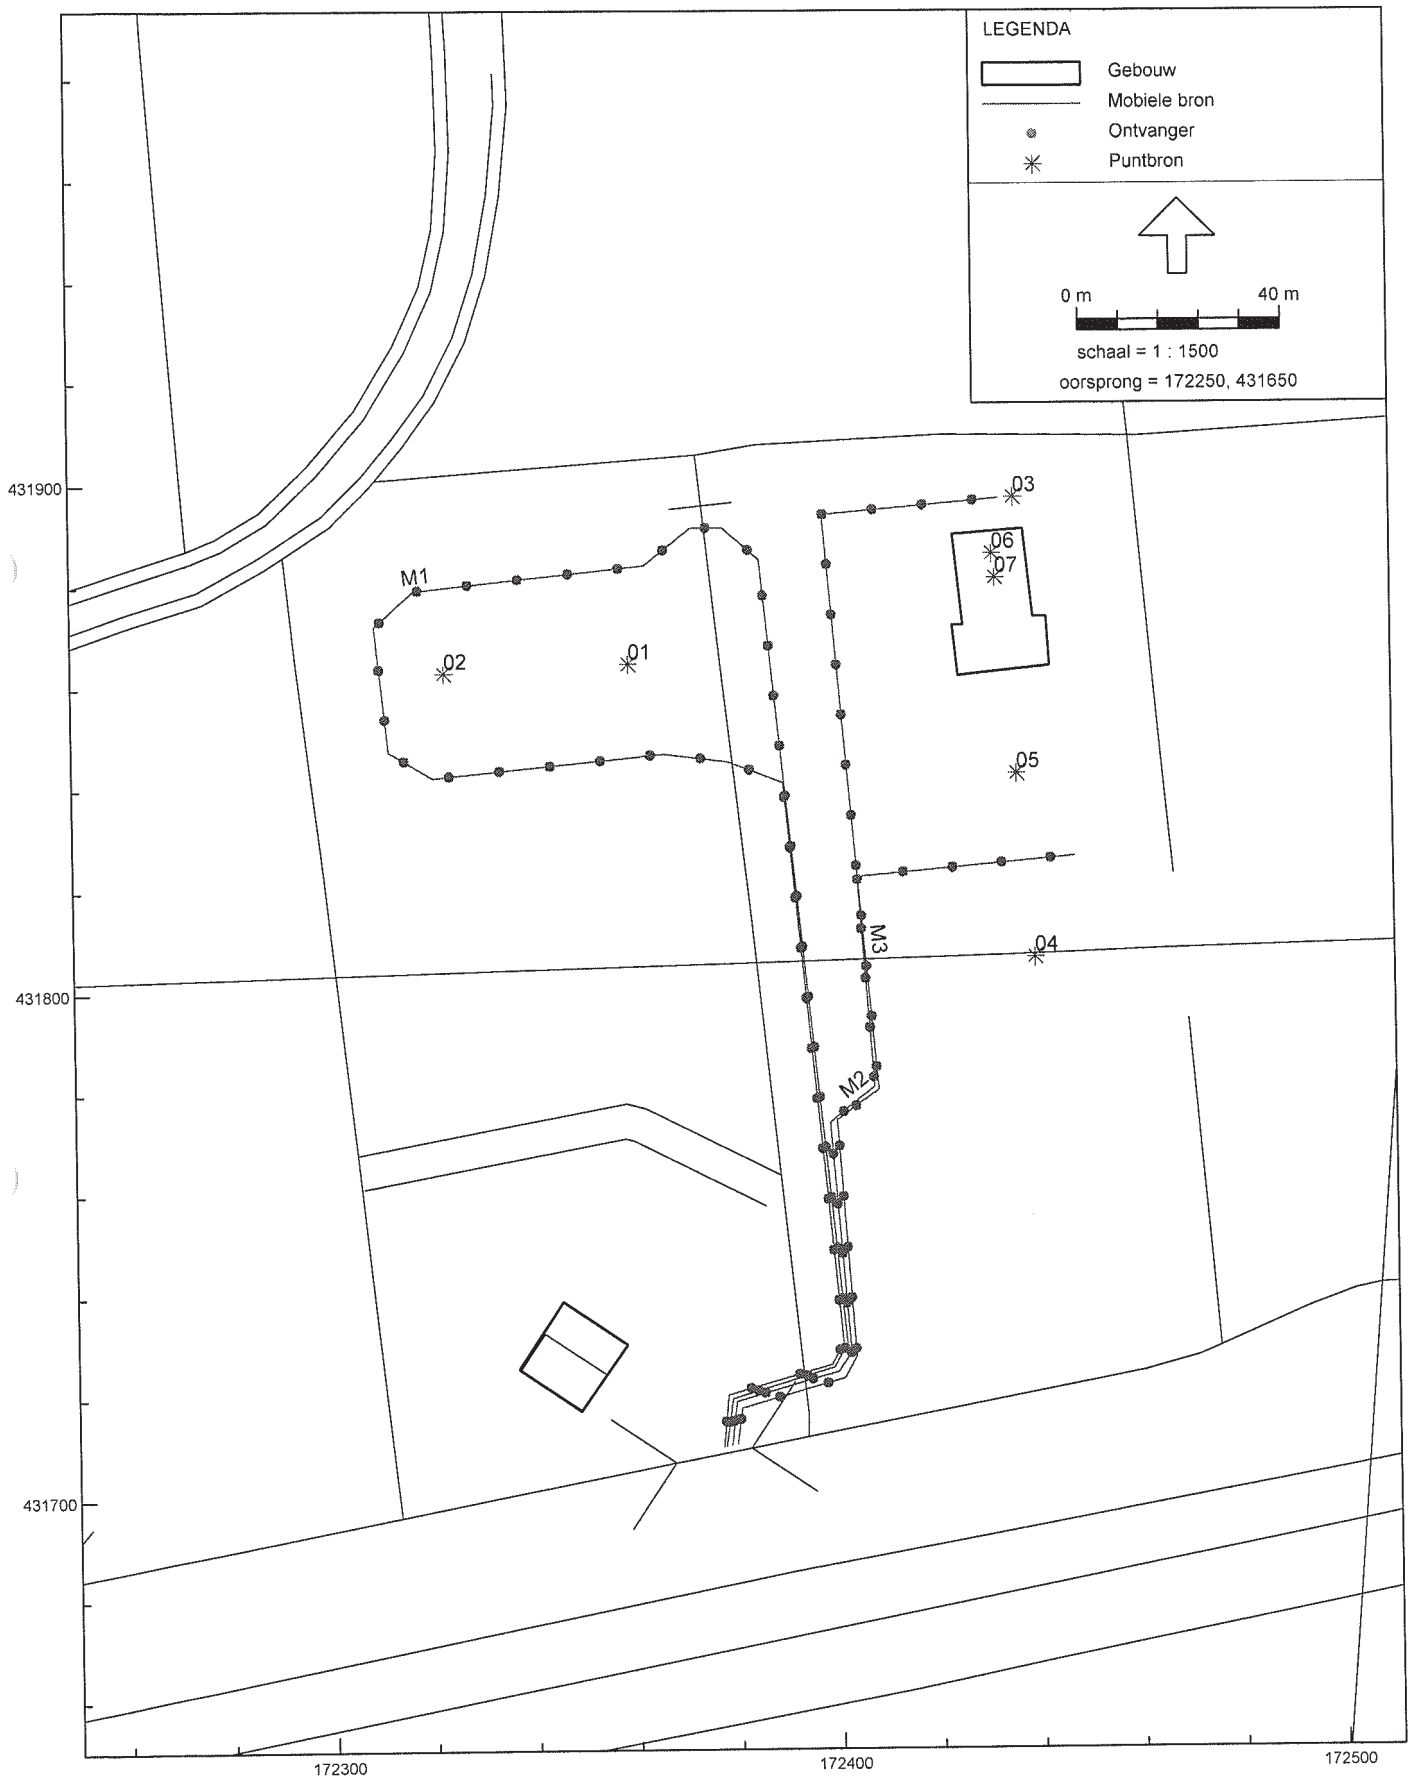 LEGENDA
Gebouw
Mobiele bron
Ontvanger
Puntbron
0 m 40 m
schaal = 1 : 1500
oorsprong = 172250, 431650
431900
03
06
07
M1
02
01
05
M3
04
431800
M2
431700
172300
172400
172500